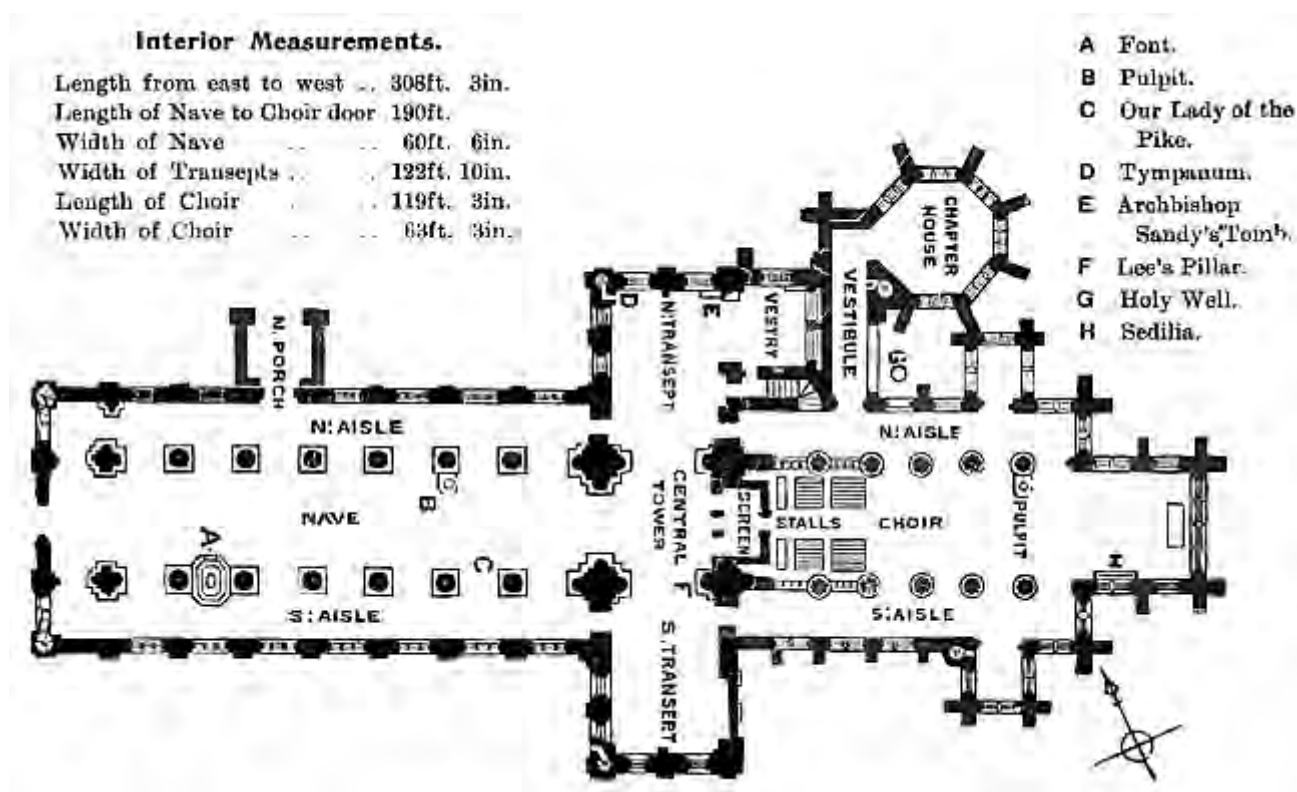 Interior Measurements.
Length from east to west .. 306ft. 3in.
Length of Nave to Choir door 190ft.
Width of Nave .. .. 60ft. 6in.
Width of Transepts .. .. 122ft. 10in.
Length of Choir .. .. 119ft. 3in.
Width of Choir .. .. 63ft. 3in.
A Font.
B Pulpit.
C Our Lady of the
Pike.
D Tympanum.
E Archbishop
Sandy's Tomb.
F Lee's Pillar.
G Holy Well.
H Sedilia.
CHAPTER
HOUSE
VESTIBULE
VESTRY
N. TRANSEPT
D
E
G
N. PORCH
N. AISLE
N. AISLE
B
NAVE
A
C
CENTRAL
TOWER
F
SCREEN
STALLS
CHOIR
PULPIT
H
S. AISLE
S. AISLE
S. TRANSERT